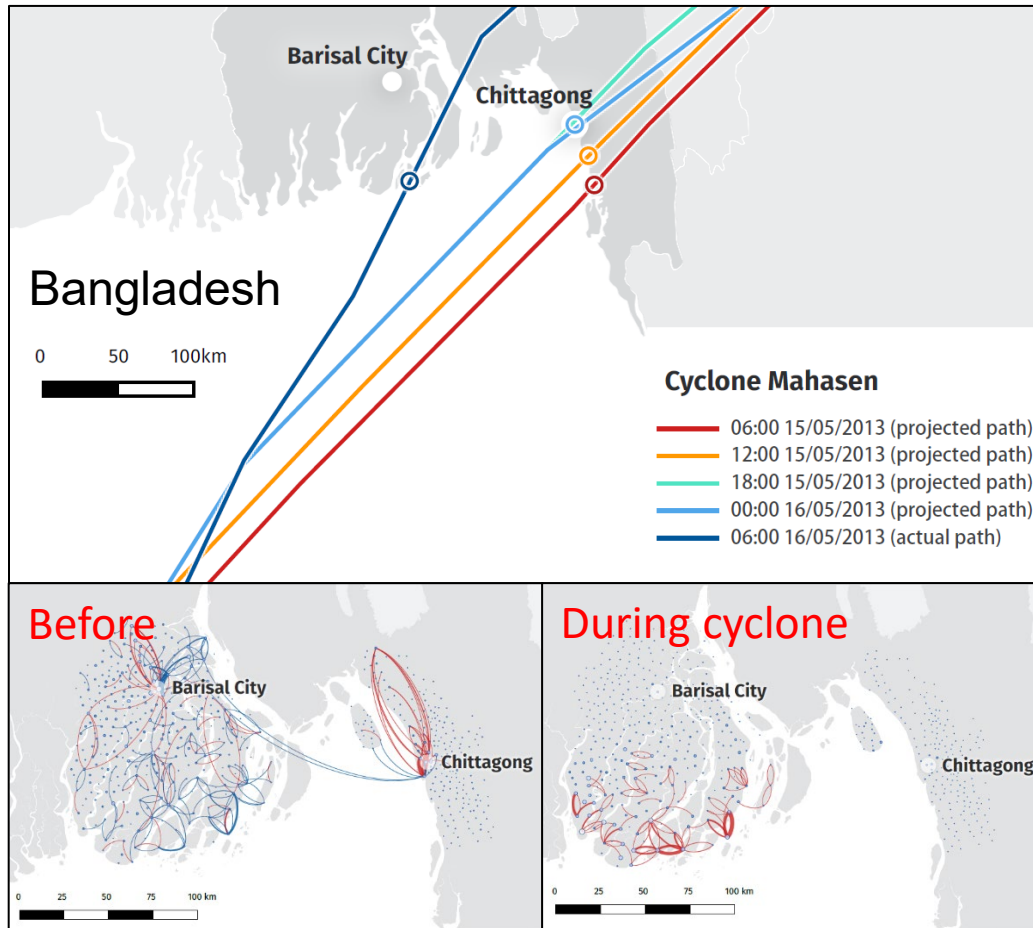 Barisal City
Chittagong
Bangladesh
0 50 100km
Cyclone Mahasen
06:00 15/05/2013 (projected path)
12:00 15/05/2013 (projected path)
18:00 15/05/2013 (projected path)
00:00 16/05/2013 (projected path)
06:00 16/05/2013 (actual path)
Before
Barisal City
Chittagong
0 25 50 75 100 km
During cyclone
Barisal City
Chittagong
0 25 50 75 100 km